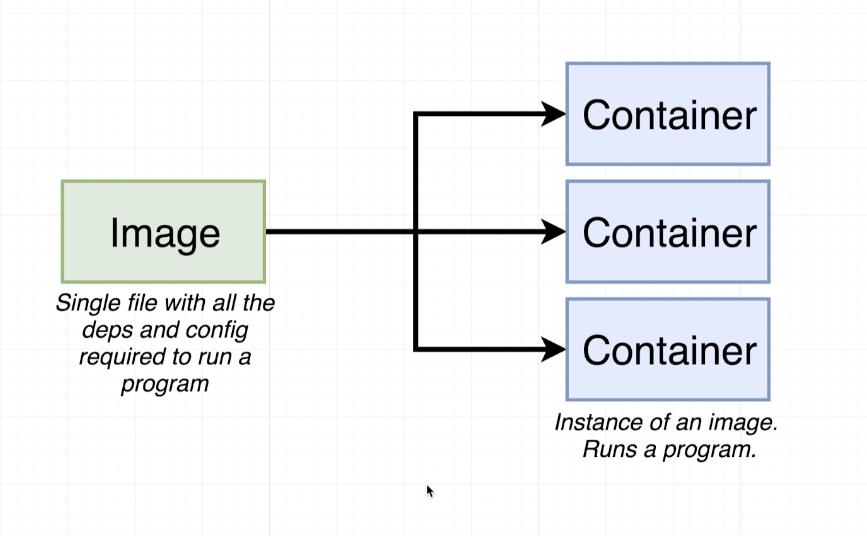 Container
Image
Container
Single file with all the
deps and config
required to run a
program
Container
Instance of an image.
Runs a program.